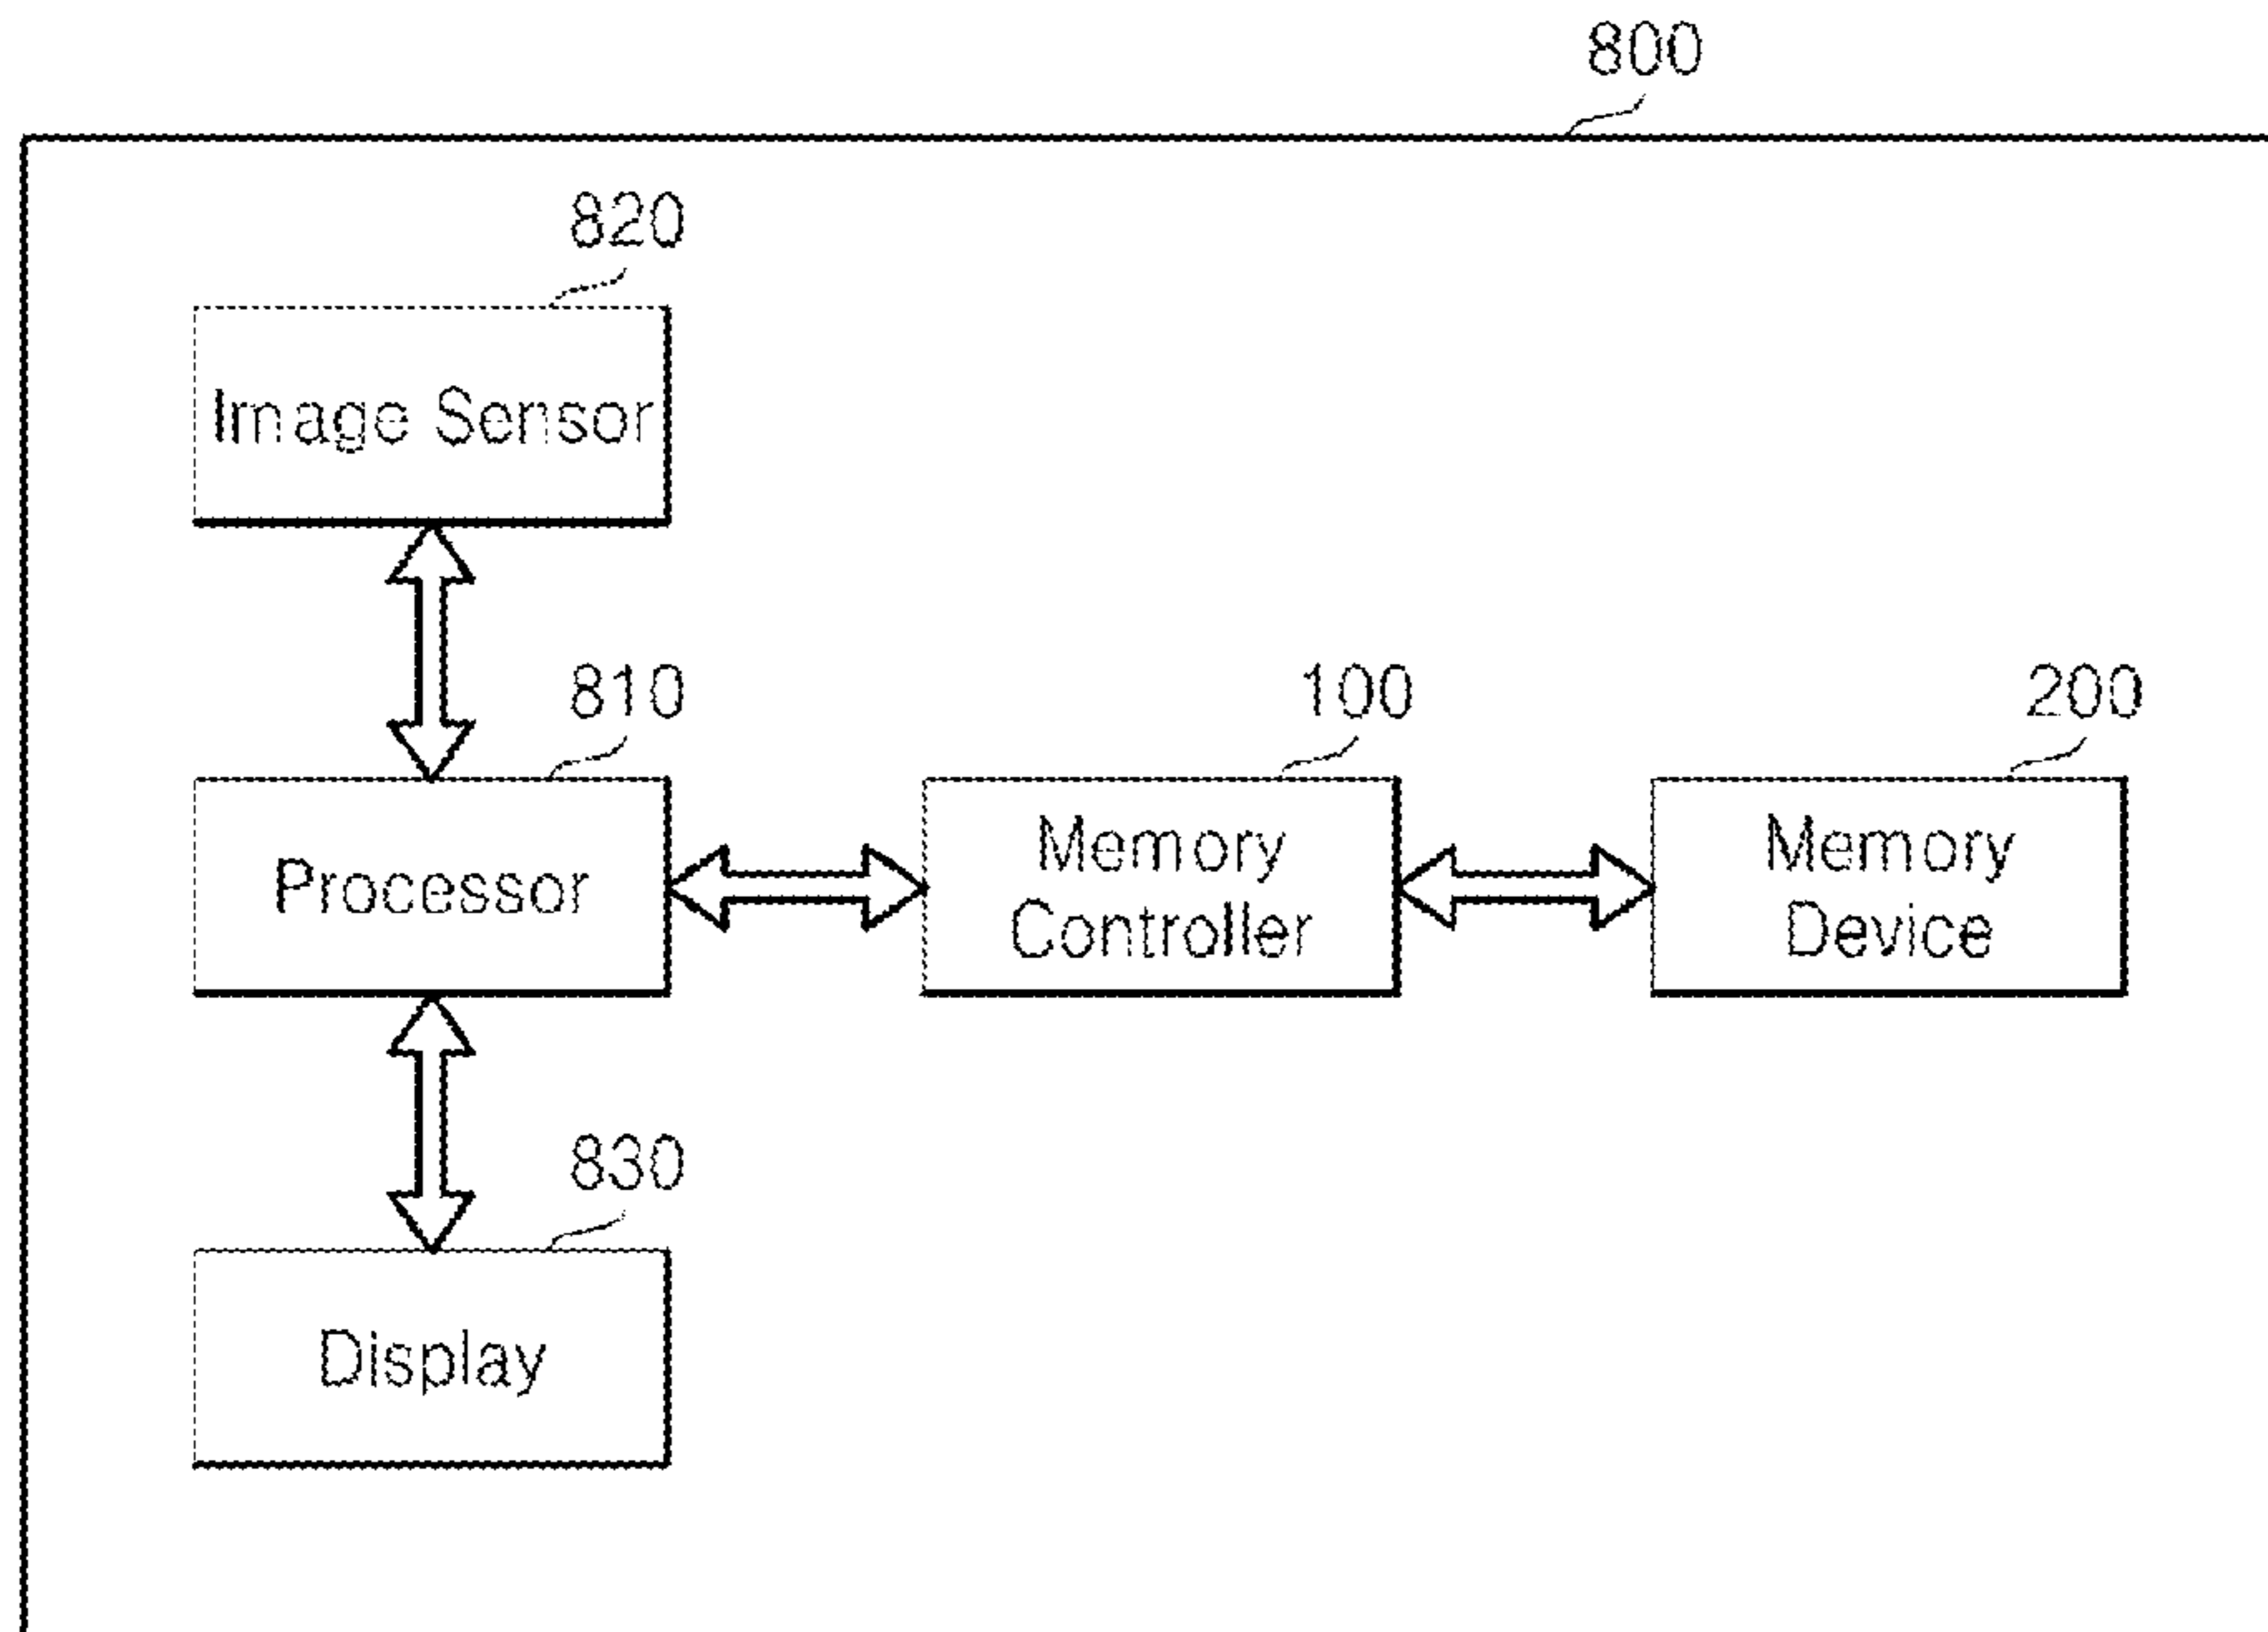 800
820
Image Sensor
810
100
200
Processor
Memory
Controller
Memory
Device
830
Display